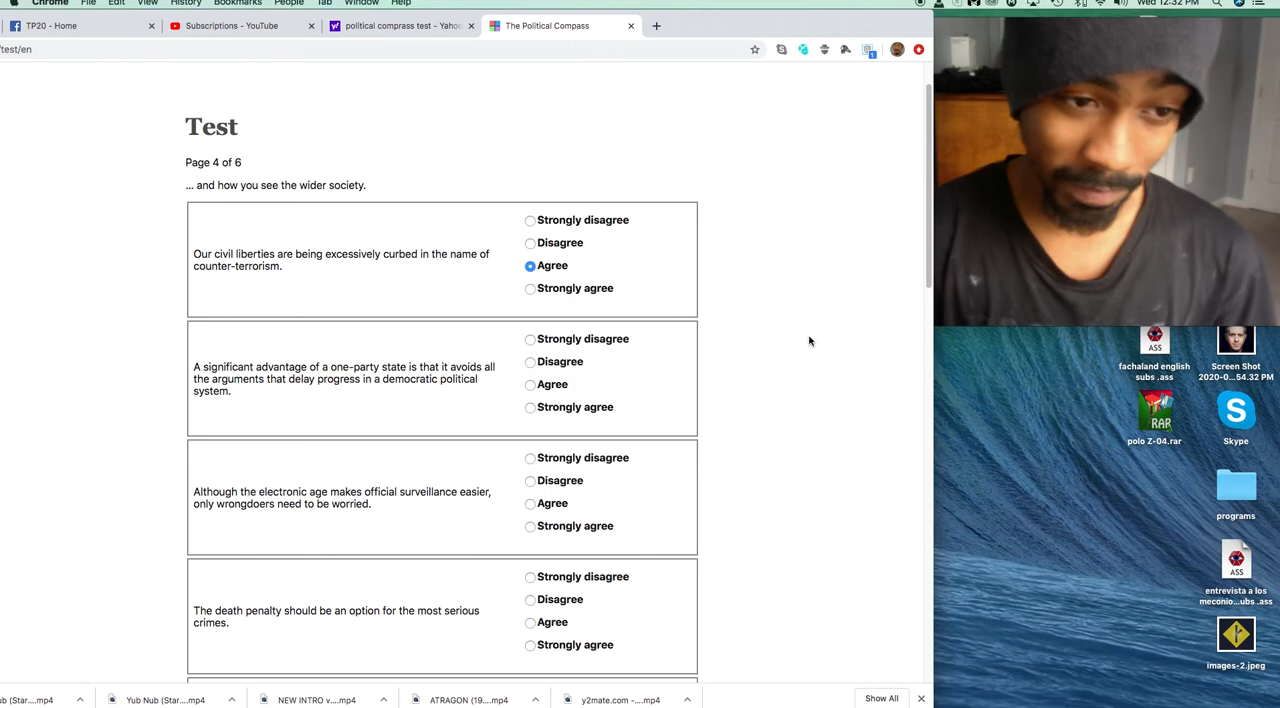 Chrome File Edit View History Bookmarks People Tab Window Help
Wed 12:32 PM
TP20 - Home
Subscriptions - YouTube
political compass test - Yahoo
The Political Compass
test/en
Test
Page 4 of 6
... and how you see the wider society.
Our civil liberties are being excessively curbed in the name of
counter-terrorism.
Strongly disagree
Disagree
Agree
Strongly agree
A significant advantage of a one-party state is that it avoids all
the arguments that delay progress in a democratic political
system.
Strongly disagree
Disagree
Agree
Strongly agree
Although the electronic age makes official surveillance easier,
only wrongdoers need to be worried.
Strongly disagree
Disagree
Agree
Strongly agree
The death penalty should be an option for the most serious
crimes.
Strongly disagree
Disagree
Agree
Strongly agree
ub (Star....mp4
Yub Nub (Star....mp4
NEW INTRO v....mp4
ATRAGON (19....mp4
y2mate.com -....mp4
Show All
ASS
fachaland english
subs .ass
Screen Shot
2020-0...54.32 PM
RAR
polo Z-04.rar
S
Skype
programs
ASS
entrevista a los
meconio...ubs .ass
images-2.jpeg